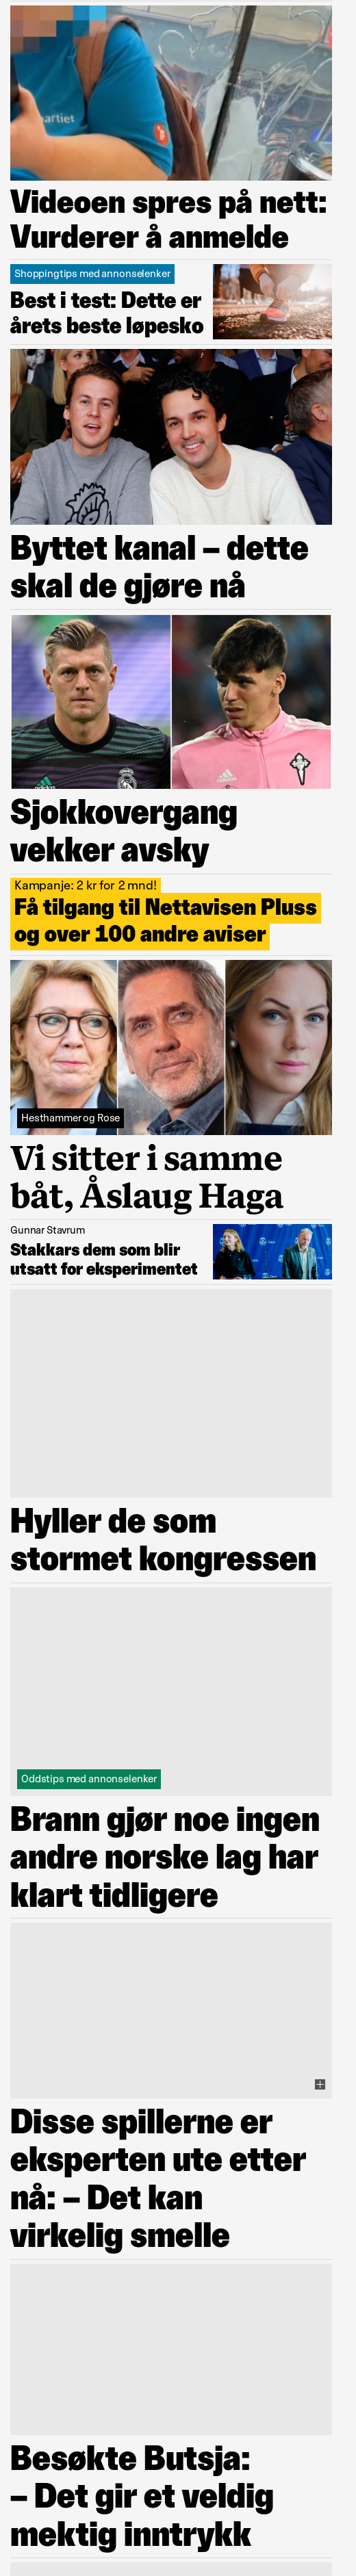 artiet
Videoen spres på nett:
Vurderer å anmelde
Shoppingtips med annonselenker
Best i test: Dette er
årets beste løpesko
Byttet kanal – dette
skal de gjøre nå
adidas
Sjokkovergang
vekker avsky
Kampanje: 2 kr for 2 mnd!
Få tilgang til Nettavisen Pluss
og over 100 andre aviser
Hesthammer og Rose
Vi sitter i samme
båt, Åslaug Haga
Gunnar Stavrum
Stakkars dem som blir
utsatt for eksperimentet
Hyller de som
stormet kongressen
Oddstips med annonselenker
Brann gjør noe ingen
andre norske lag har
klart tidligere
Disse spillerne er
eksperten ute etter
nå: – Det kan
virkelig smelle
Besøkte Butsja:
– Det gir et veldig
mektig inntrykk